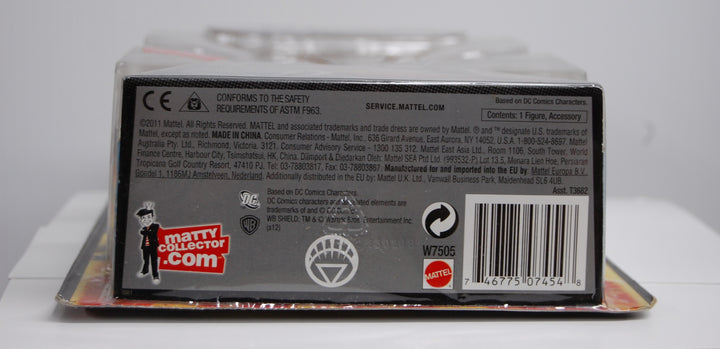 CE
CONFORMS TO THE SAFETY
REQUIREMENTS OF ASTM F963.
SERVICE.MATTEL.COM
Based on DC Comics Characters.
Contents: 1 Figure, Accessory
©2011 Mattel. All Rights Reserved. MATTEL and associated trademarks and trade dress are owned by Mattel. ® and ™ designate U.S. trademarks of
Mattel, except as noted. MADE IN CHINA. Consumer Relations - Mattel, Inc., 636 Girard Avenue, East Aurora, NY 14052, U.S.A. 1-800-524-8697. Mattel
Australia Pty. Ltd., Richmond, Victoria. 3121. Consumer Advisory Service - 1300 135 312. Mattel East Asia Ltd., Room 1106, South Tower, World
Finance Centre, Harbour City, Tsimshatsui, HK, China. Diimport & Diedarkan Oleh: Mattel SEA Ptd Ltd. (993532-P) Lot 13.5, Menara Lien Hoe, Persiaran
Tropicana Golf Country Resort, 47410 PJ. Tel: 03-78803817, Fax: 03-78803867. Manufactured for and imported into the EU by: Mattel Europa B.V.,
Gondel 1, 1186MJ Amstelveen, Nederland. Additionally distributed in the EU by: Mattel U.K. Ltd., Vanwall Business Park, Maidenhead SL6 4UB.
Asst. T3682
DC
Based on DC Comics Characters.
DC Comics characters and all related elements are
trademarks of and © DC Comics.
WB SHIELD: TM & © Warner Bros. Entertainment Inc.
(s12)
WB
MATTY
COLLECTOR
.com
W7505
MATTEL
7 46775 07454 8